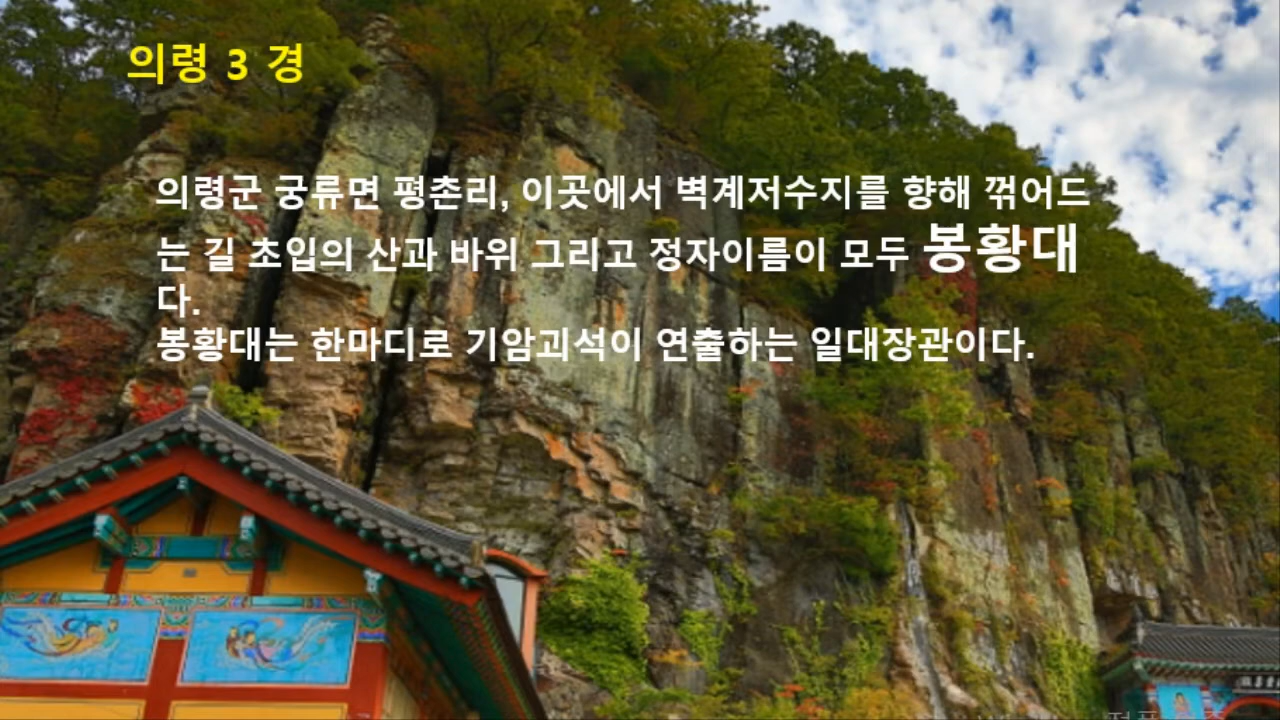 의령 3 경
의령군 궁류면 평촌리, 이곳에서 벽계저수지를 향해 꺾어드
는 길 초입의 산과 바위 그리고 정자이름이 모두 봉황대
다.
봉황대는 한마디로 기암괴석이 연출하는 일대장관이다.